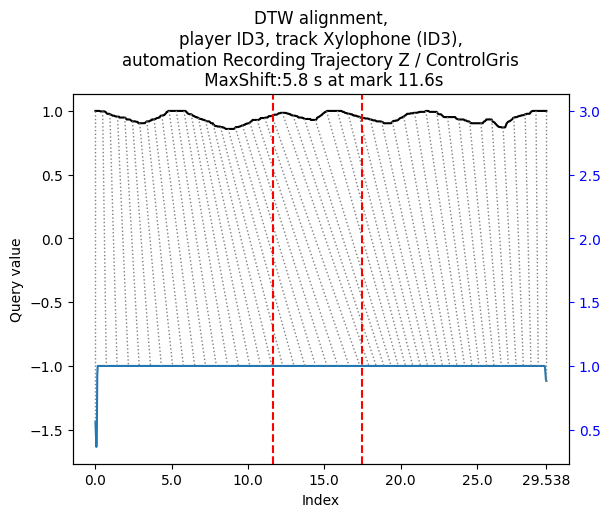 DTW alignment,
player ID3, track Xylophone (ID3),
automation Recording Trajectory Z / ControlGris
MaxShift:5.8 s at mark 11.6s
1.0
0.5
0.0
−0.5
−1.0
−1.5
Query value
3.0
2.5
2.0
1.5
1.0
0.5
0.0 5.0 10.0 15.0 20.0 25.0 29.538
Index